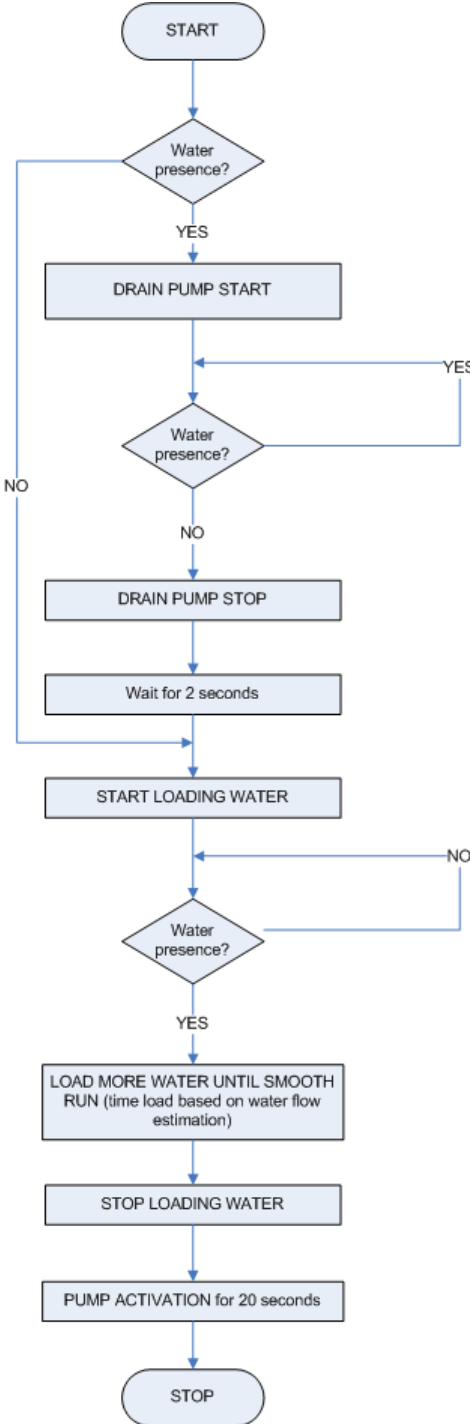 START
Water
presence?
YES
DRAIN PUMP START
YES
Water
presence?
NO
NO
DRAIN PUMP STOP
Wait for 2 seconds
START LOADING WATER
NO
Water
presence?
YES
LOAD MORE WATER UNTIL SMOOTH
RUN (time load based on water flow
estimation)
STOP LOADING WATER
PUMP ACTIVATION for 20 seconds
STOP